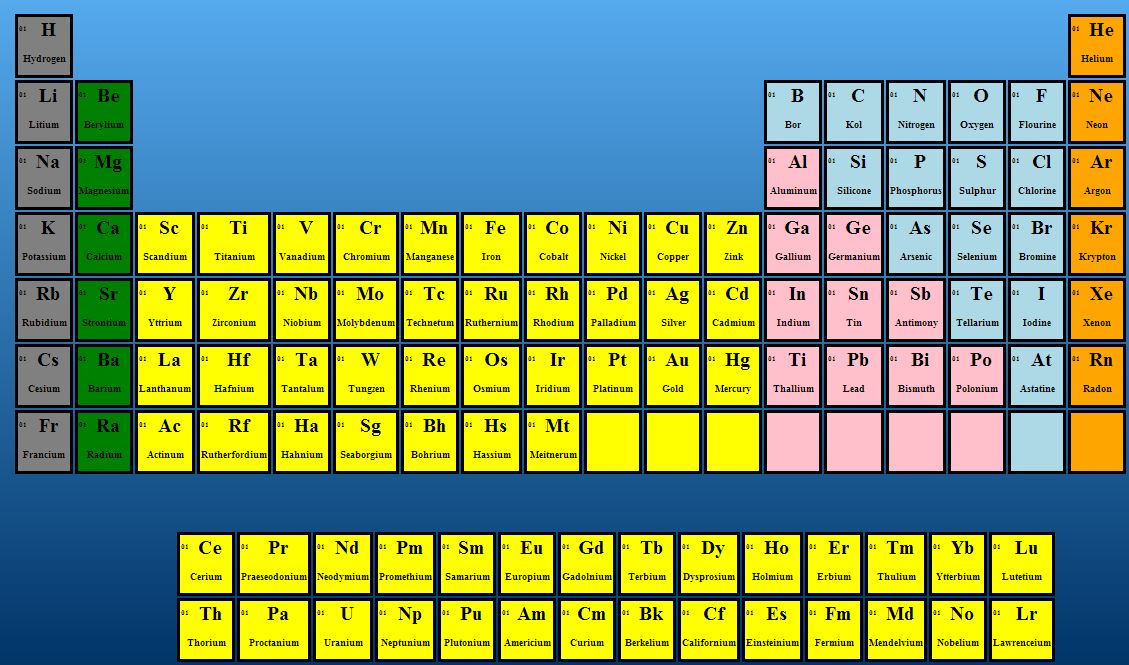 01 H 01 He
Hydrogen Helium
01 Li 01 Be 01 B 01 C 01 N 01 O 01 F 01 Ne
Litium Berylium Bor Kol Nitrogen Oxygen Flourine Neon
01 Na 01 Mg 01 Al 01 Si 01 P 01 S 01 Cl 01 Ar
Sodium Magnesium Aluminum Silicone Phosphorus Sulphur Chlorine Argon
01 K 01 Ca 01 Sc 01 Ti 01 V 01 Cr 01 Mn 01 Fe 01 Co 01 Ni 01 Cu 01 Zn 01 Ga 01 Ge 01 As 01 Se 01 Br 01 Kr
Potassium Calcium Scandium Titanium Vanadium Chromium Manganese Iron Cobalt Nickel Copper Zink Gallium Germanium Arsenic Selenium Bromine Krypton
01 Rb 01 Sr 01 Y 01 Zr 01 Nb 01 Mo 01 Tc 01 Ru 01 Rh 01 Pd 01 Ag 01 Cd 01 In 01 Sn 01 Sb 01 Te 01 I 01 Xe
Rubidium Strontium Yttrium Zirconium Niobium Molybdenum Technetum Ruthernium Rhodium Palladium Silver Cadmium Indium Tin Antimony Tellarium Iodine Xenon
01 Cs 01 Ba 01 La 01 Hf 01 Ta 01 W 01 Re 01 Os 01 Ir 01 Pt 01 Au 01 Hg 01 Ti 01 Pb 01 Bi 01 Po 01 At 01 Rn
Cesium Barium Lanthanum Hafnium Tantalum Tungzen Rhenium Osmium Iridium Platinum Gold Mercury Thallium Lead Bismuth Polonium Astatine Radon
01 Fr 01 Ra 01 Ac 01 Rf 01 Ha 01 Sg 01 Bh 01 Hs 01 Mt
Francium Radium Actinum Rutherfordium Hahnium Seaborgium Bohrium Hassium Meitnerum
01 Ce 01 Pr 01 Nd 01 Pm 01 Sm 01 Eu 01 Gd 01 Tb 01 Dy 01 Ho 01 Er 01 Tm 01 Yb 01 Lu
Cerium Praeseodonium Neodymium Promethium Samarium Europium Gadolnium Terbium Dysprosium Holmium Erbium Thulium Ytterbium Lutetium
01 Th 01 Pa 01 U 01 Np 01 Pu 01 Am 01 Cm 01 Bk 01 Cf 01 Es 01 Fm 01 Md 01 No 01 Lr
Thorium Proctanium Uranium Neptunium Plutonium Americium Curium Berkelium Californium Einsteinium Fermium Mendelvium Nobelium Lawrenceium